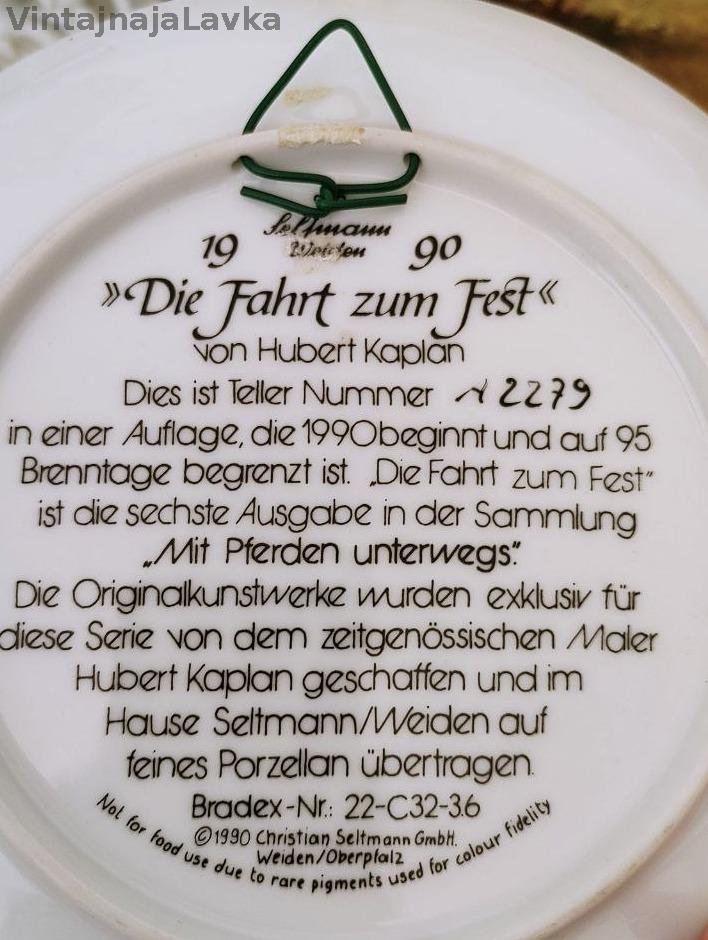 VintajnajaLavka
Seltmann
Weiden
19 90
»Die Fahrt zum Fest«
von Hubert Kaplan
Dies ist Teller Nummer A 2279
in einer Auflage, die 1990 beginnt und auf 95
Brenntage begrenzt ist. „Die Fahrt zum Fest”
ist die sechste Ausgabe in der Sammlung
„Mit Pferden unterwegs”.
Die Originalkunstwerke wurden exklusiv für
diese Serie von dem zeitgenössischen Maler
Hubert Kaplan geschaffen und im
Hause Seltmann/Weiden auf
feines Porzellan übertragen.
Bradex-Nr.: 22-C32-3.6
©1990 Christian Seltmann GmbH.
Weiden/Oberpfalz
Not for food use due to rare pigments used for colour fidelity